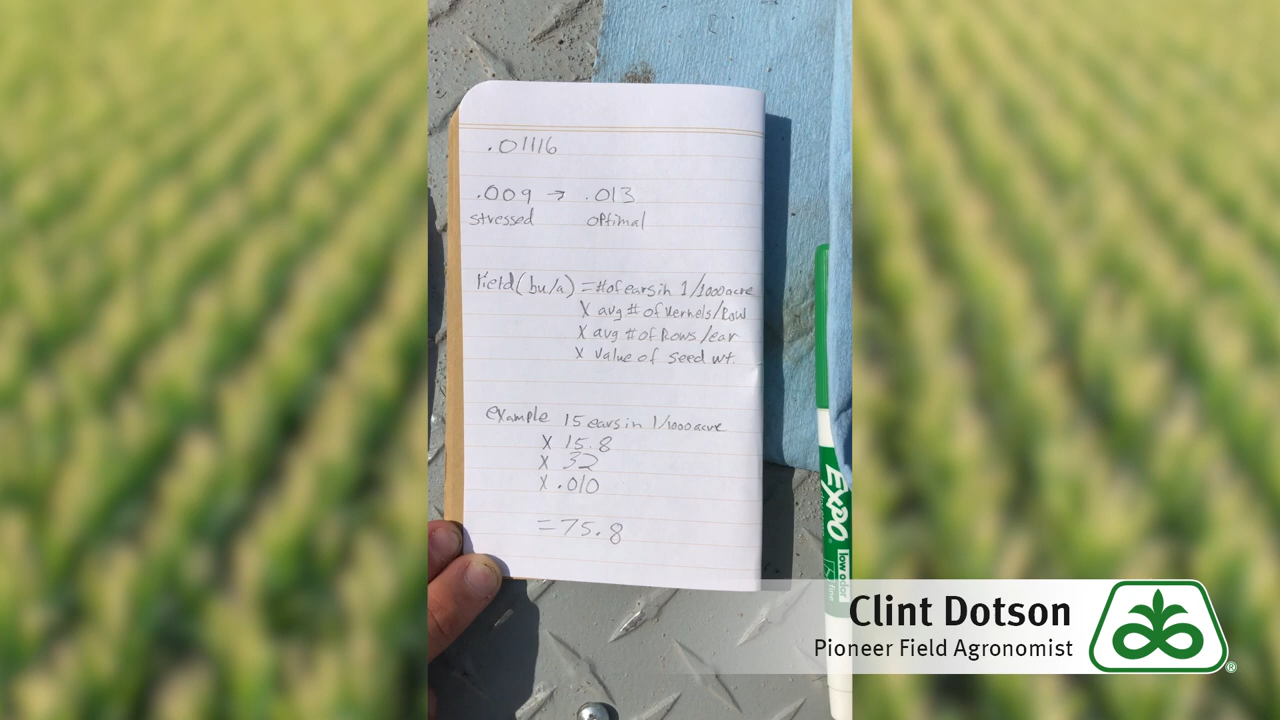 .01116
.009 → .013
stressed optimal
Yield (bu/a) = # of ears in 1/1000 acre
X avg # of kernels/Row
X avg # of Rows/ear
X value of seed wt.
example 15 ears in 1/1000 acre
X 15.8
X 32
X .010
= 75.8
EXPO
low odor
fine
Clint Dotson
Pioneer Field Agronomist
®